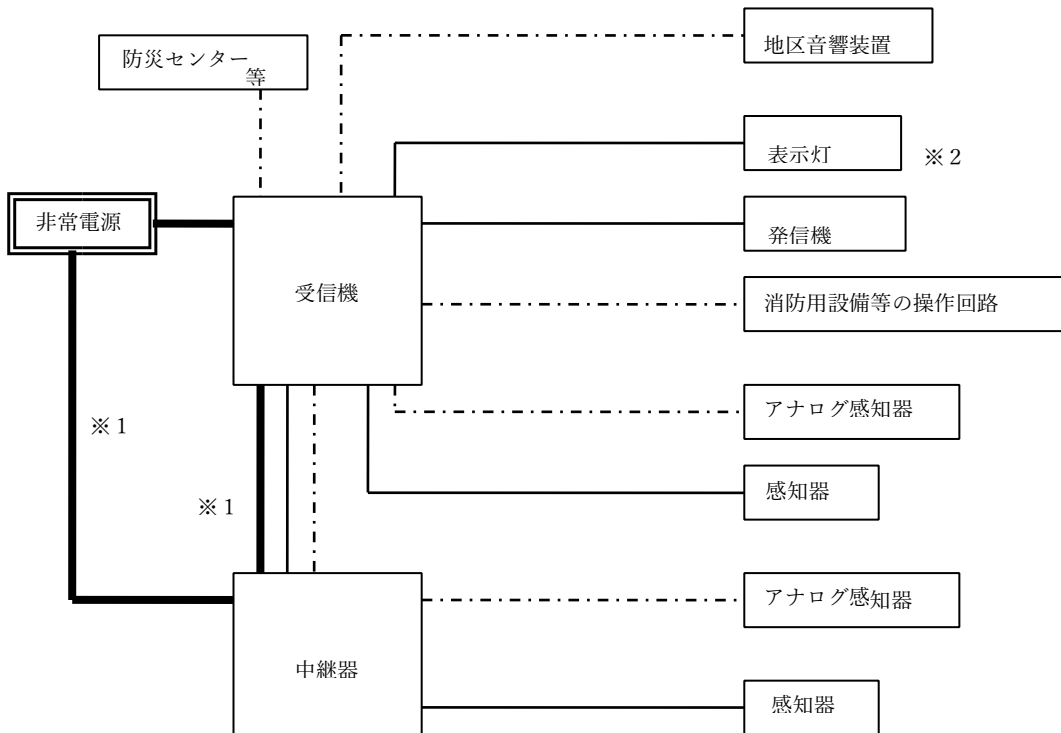 地区音響装置
防災センター等
表示灯
※2
非常電源
発信機
受信機
消防用設備等の操作回路
アナログ感知器
※1
感知器
※1
アナログ感知器
中継器
感知器